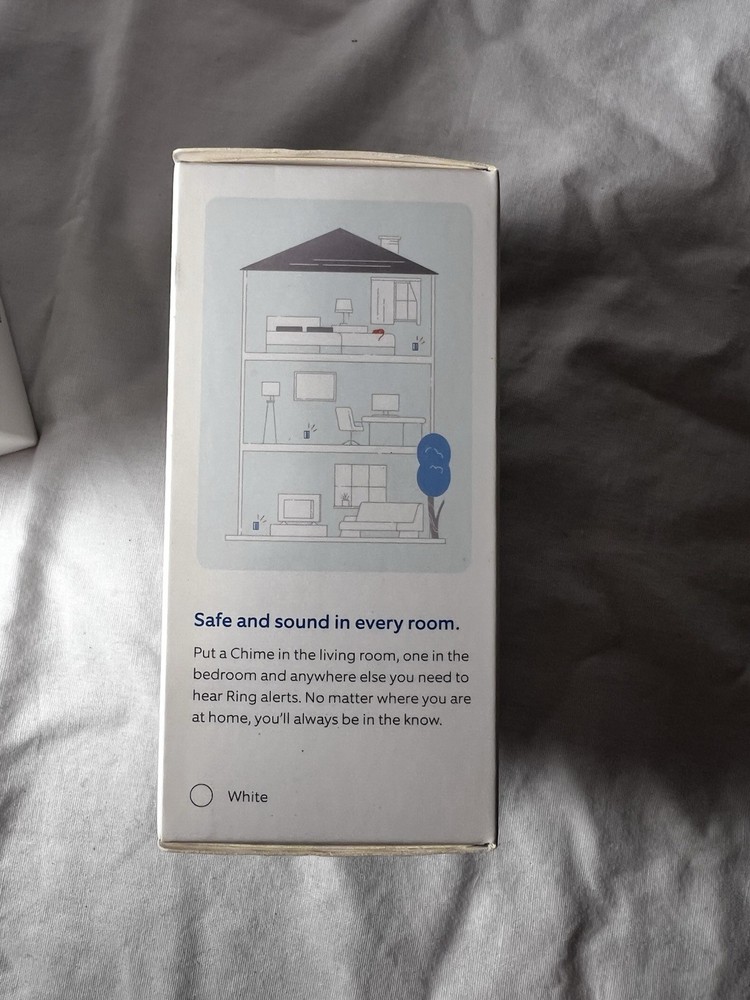 Safe and sound in every room.
Put a Chime in the living room, one in the
bedroom and anywhere else you need to
hear Ring alerts. No matter where you are
at home, you'll always be in the know.
White